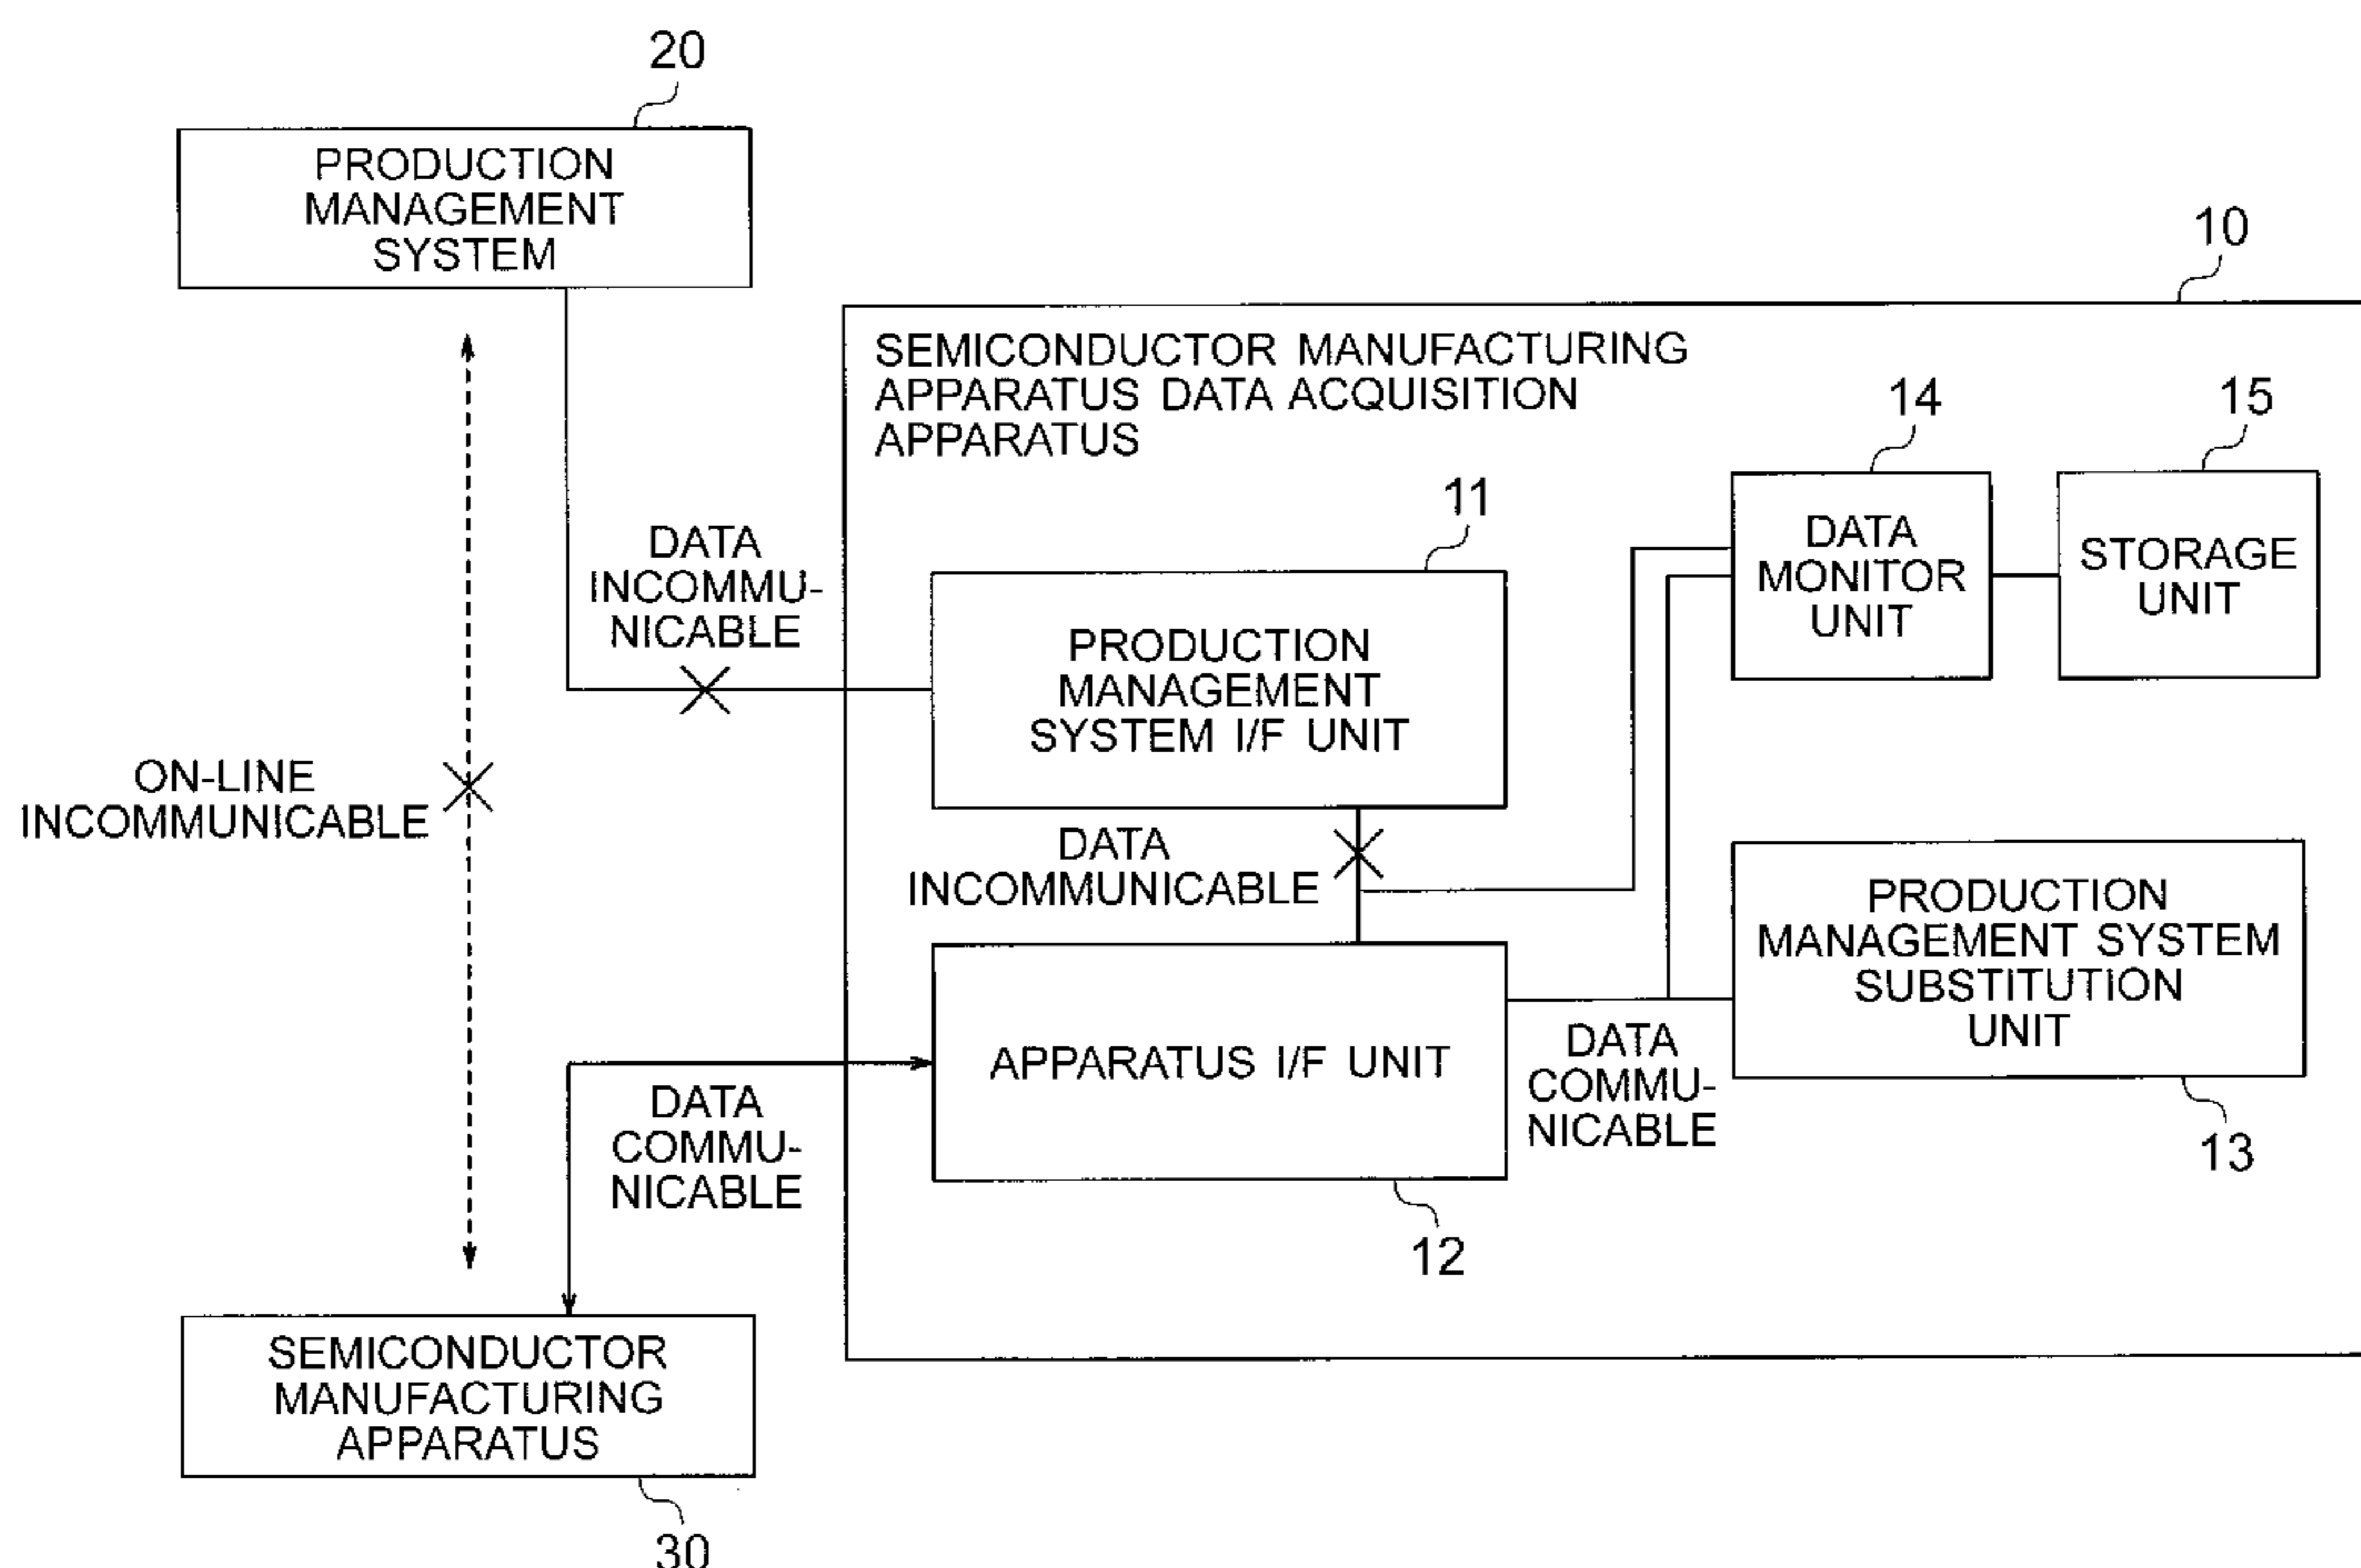 20
PRODUCTION
MANAGEMENT
SYSTEM
10
SEMICONDUCTOR MANUFACTURING
APPARATUS DATA ACQUISITION
APPARATUS
14
15
11
DATA
MONITOR
UNIT
STORAGE
UNIT
DATA
INCOMMU-
NICABLE
PRODUCTION
MANAGEMENT
SYSTEM I/F UNIT
ON-LINE
INCOMMUNICABLE
DATA
INCOMMUNICABLE
PRODUCTION
MANAGEMENT SYSTEM
SUBSTITUTION
UNIT
13
APPARATUS I/F UNIT
12
DATA
COMMU-
NICABLE
DATA
COMMU-
NICABLE
SEMICONDUCTOR
MANUFACTURING
APPARATUS
30